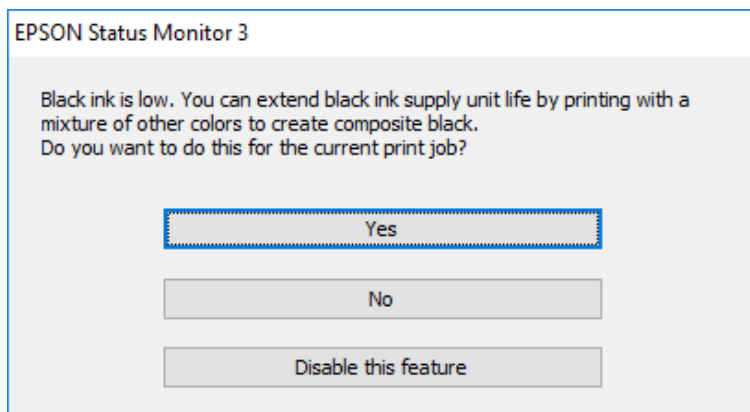 EPSON Status Monitor 3
Black ink is low. You can extend black ink supply unit life by printing with a
mixture of other colors to create composite black.
Do you want to do this for the current print job?
Yes
No
Disable this feature